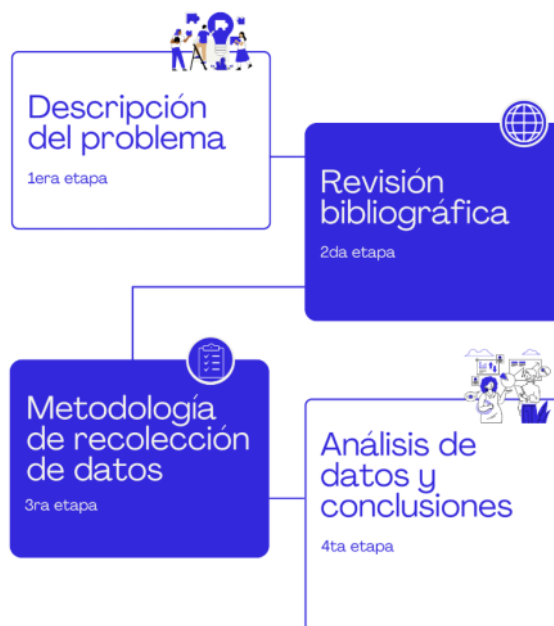 Descripción
del problema
1era etapa
Revisión
bibliográfica
2da etapa
Metodología
de recolección
de datos
3ra etapa
Análisis de
datos y
conclusiones
4ta etapa